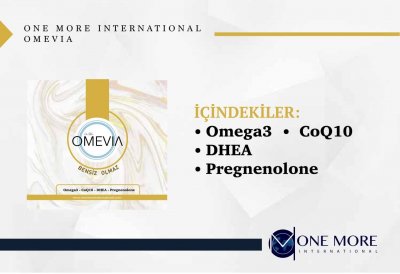 ONE MORE INTERNATIONAL
OMEVIA
OMEVIA
BENSİZ OLMAZ
Omega3 - CoQ10 - DHEA - Pregnenolone
İÇİNDEKİLER:
• Omega3 • CoQ10
• DHEA
• Pregnenolone
ONE MORE
INTERNATIONAL